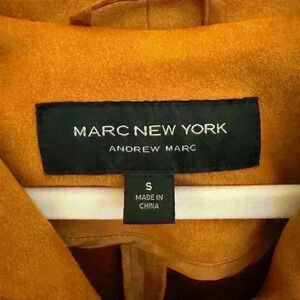 MARC NEW YORK
ANDREW MARC
S
MADE IN
CHINA